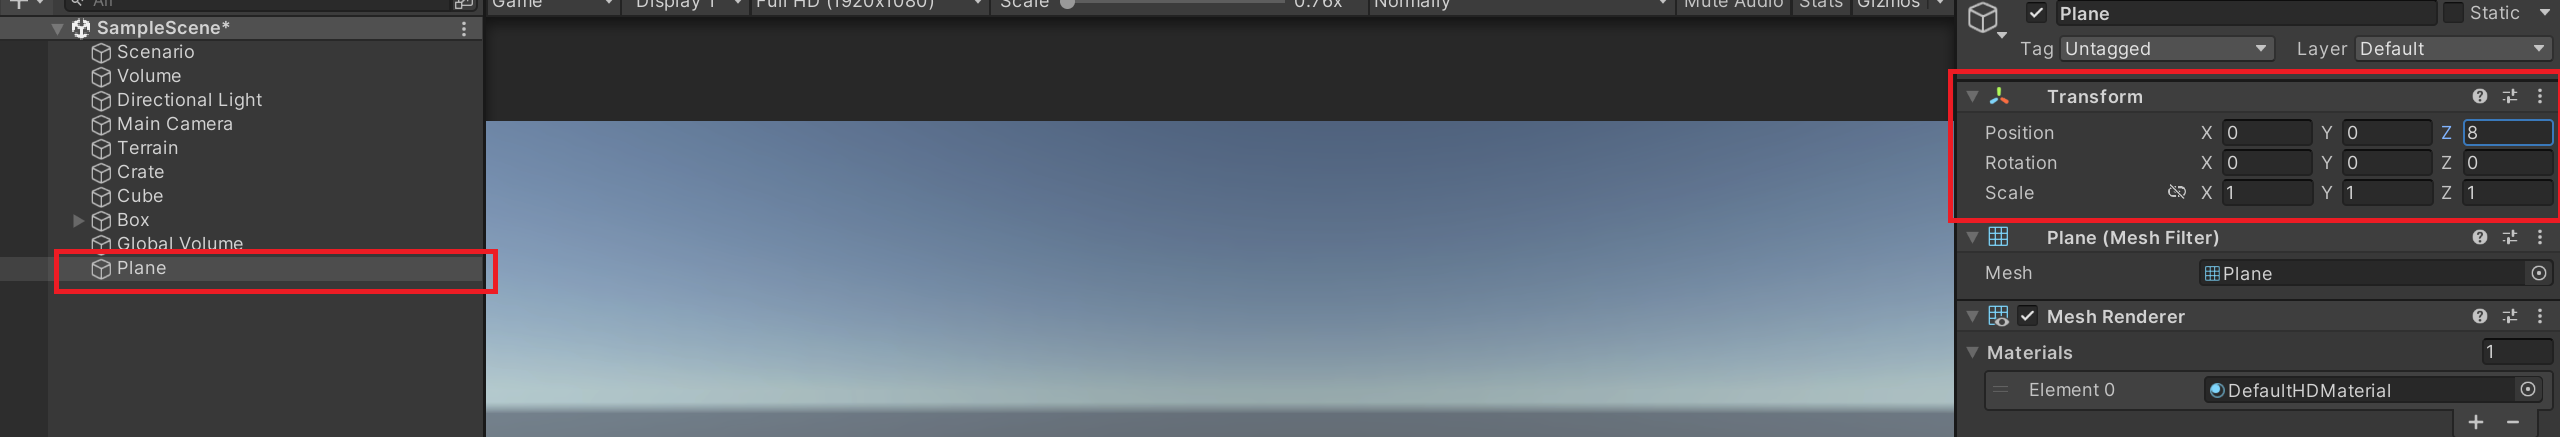 All
Game Display 1 Full HD (1920x1080) Scale 0.76x Normally Mute Audio Stats Gizmos
SampleScene*
Scenario
Volume
Directional Light
Main Camera
Terrain
Crate
Cube
Box
Global Volume
Plane
Plane Static
Tag Untagged Layer Default
Transform
Position X 0 Y 0 Z 8
Rotation X 0 Y 0 Z 0
Scale X 1 Y 1 Z 1
Plane (Mesh Filter)
Mesh Plane
Mesh Renderer
Materials 1
Element 0 DefaultHDMaterial